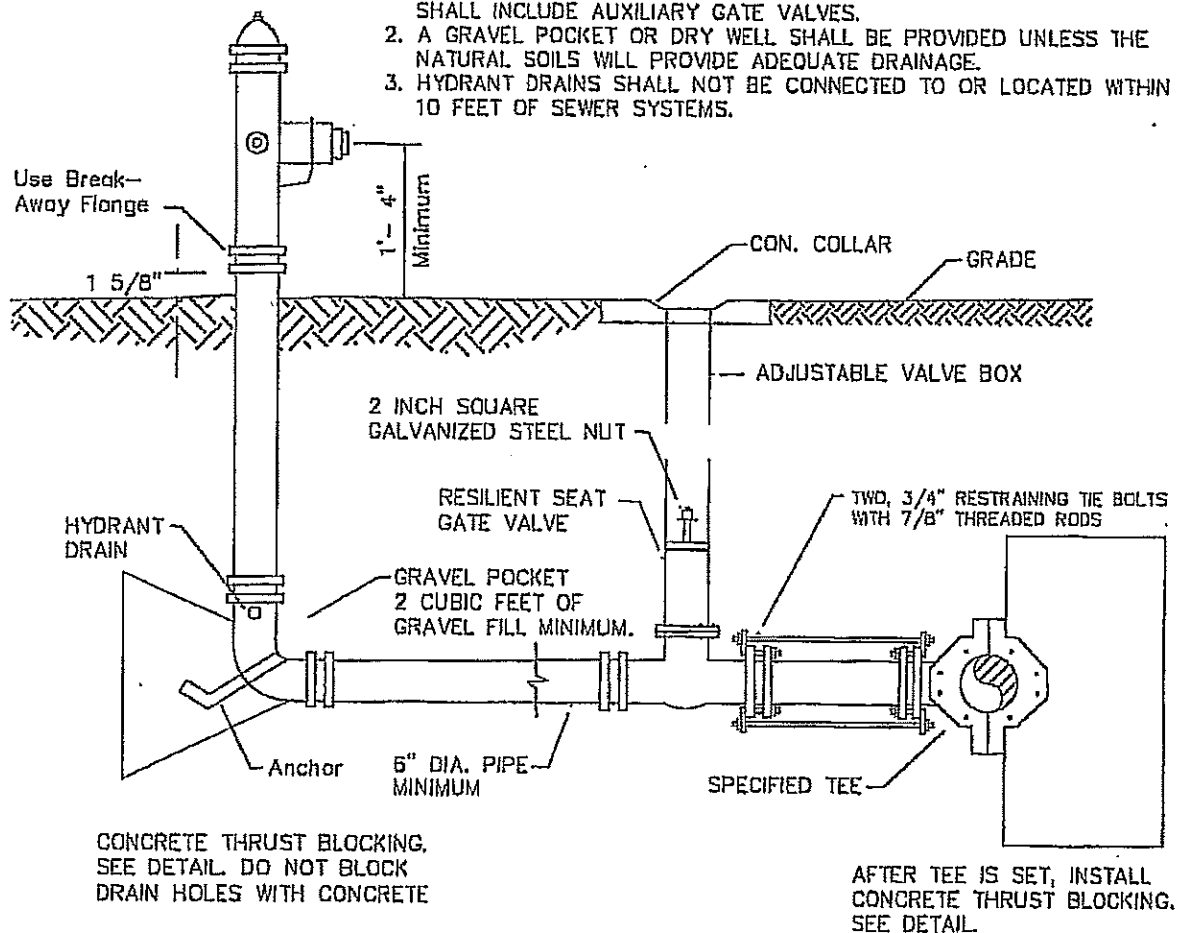 SHALL INCLUDE AUXILIARY GATE VALVES.
2. A GRAVEL POCKET OR DRY WELL SHALL BE PROVIDED UNLESS THE
NATURAL SOILS WILL PROVIDE ADEQUATE DRAINAGE.
3. HYDRANT DRAINS SHALL NOT BE CONNECTED TO OR LOCATED WITHIN
10 FEET OF SEWER SYSTEMS.
Use Break-
Away Flange
1'- 4"
Minimum
1 5/8"
CON. COLLAR
GRADE
ADJUSTABLE VALVE BOX
2 INCH SQUARE
GALVANIZED STEEL NUT
RESILIENT SEAT
GATE VALVE
TWO, 3/4" RESTRAINING TIE BOLTS
WITH 7/8" THREADED RODS
HYDRANT
DRAIN
GRAVEL POCKET
2 CUBIC FEET OF
GRAVEL FILL MINIMUM.
Anchor
6" DIA. PIPE
MINIMUM
SPECIFIED TEE
CONCRETE THRUST BLOCKING.
SEE DETAIL. DO NOT BLOCK
DRAIN HOLES WITH CONCRETE
AFTER TEE IS SET, INSTALL
CONCRETE THRUST BLOCKING.
SEE DETAIL.